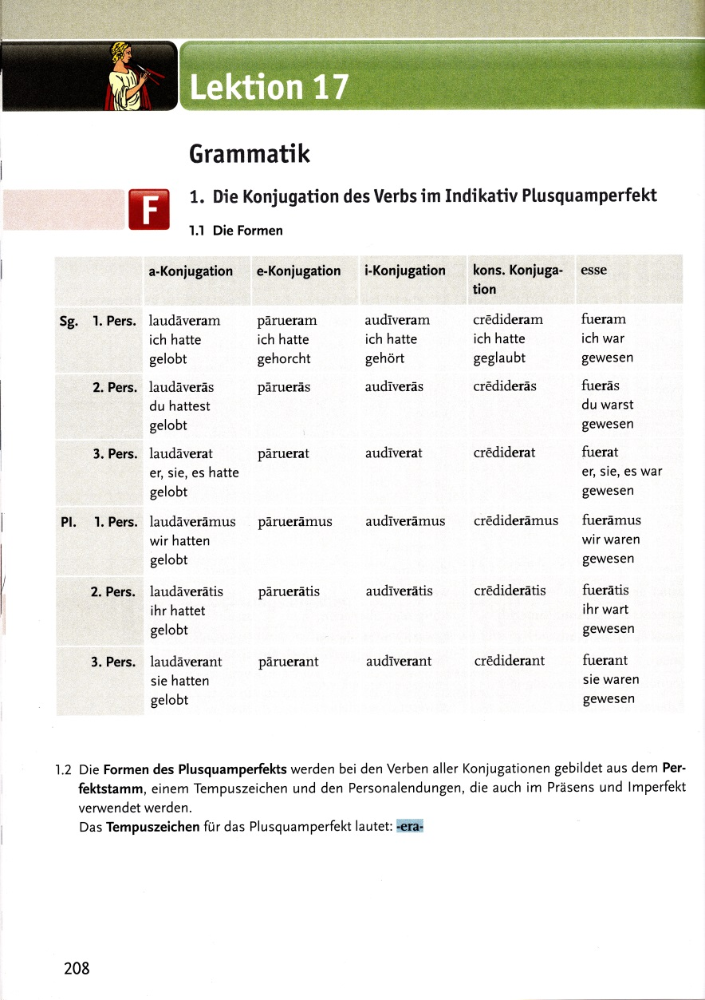 Lektion 17
Grammatik
F
1. Die Konjugation des Verbs im Indikativ Plusquamperfekt
1.1 Die Formen
a-Konjugation e-Konjugation i-Konjugation kons. Konjuga- esse
tion
Sg. 1. Pers. laudāveram pārueram audīveram crēdideram fueram
ich hatte ich hatte ich hatte ich hatte ich war
gelobt gehorcht gehört geglaubt gewesen
2. Pers. laudāverās pāruerās audīverās crēdiderās fuerās
du hattest du warst
gelobt gewesen
3. Pers. laudāverat pāruerat audīverat crēdiderat fuerat
er, sie, es hatte er, sie, es war
gelobt gewesen
Pl. 1. Pers. laudāverāmus pāruerāmus audīverāmus crēdiderāmus fuerāmus
wir hatten wir waren
gelobt gewesen
2. Pers. laudāverātis pāruerātis audīverātis crēdiderātis fuerātis
ihr hattet ihr wart
gelobt gewesen
3. Pers. laudāverant pāruerant audīverant crēdiderant fuerant
sie hatten sie waren
gelobt gewesen
1.2 Die Formen des Plusquamperfekts werden bei den Verben aller Konjugationen gebildet aus dem Per-
fektstamm, einem Tempuszeichen und den Personalendungen, die auch im Präsens und Imperfekt
verwendet werden.
Das Tempuszeichen für das Plusquamperfekt lautet: -era-
208